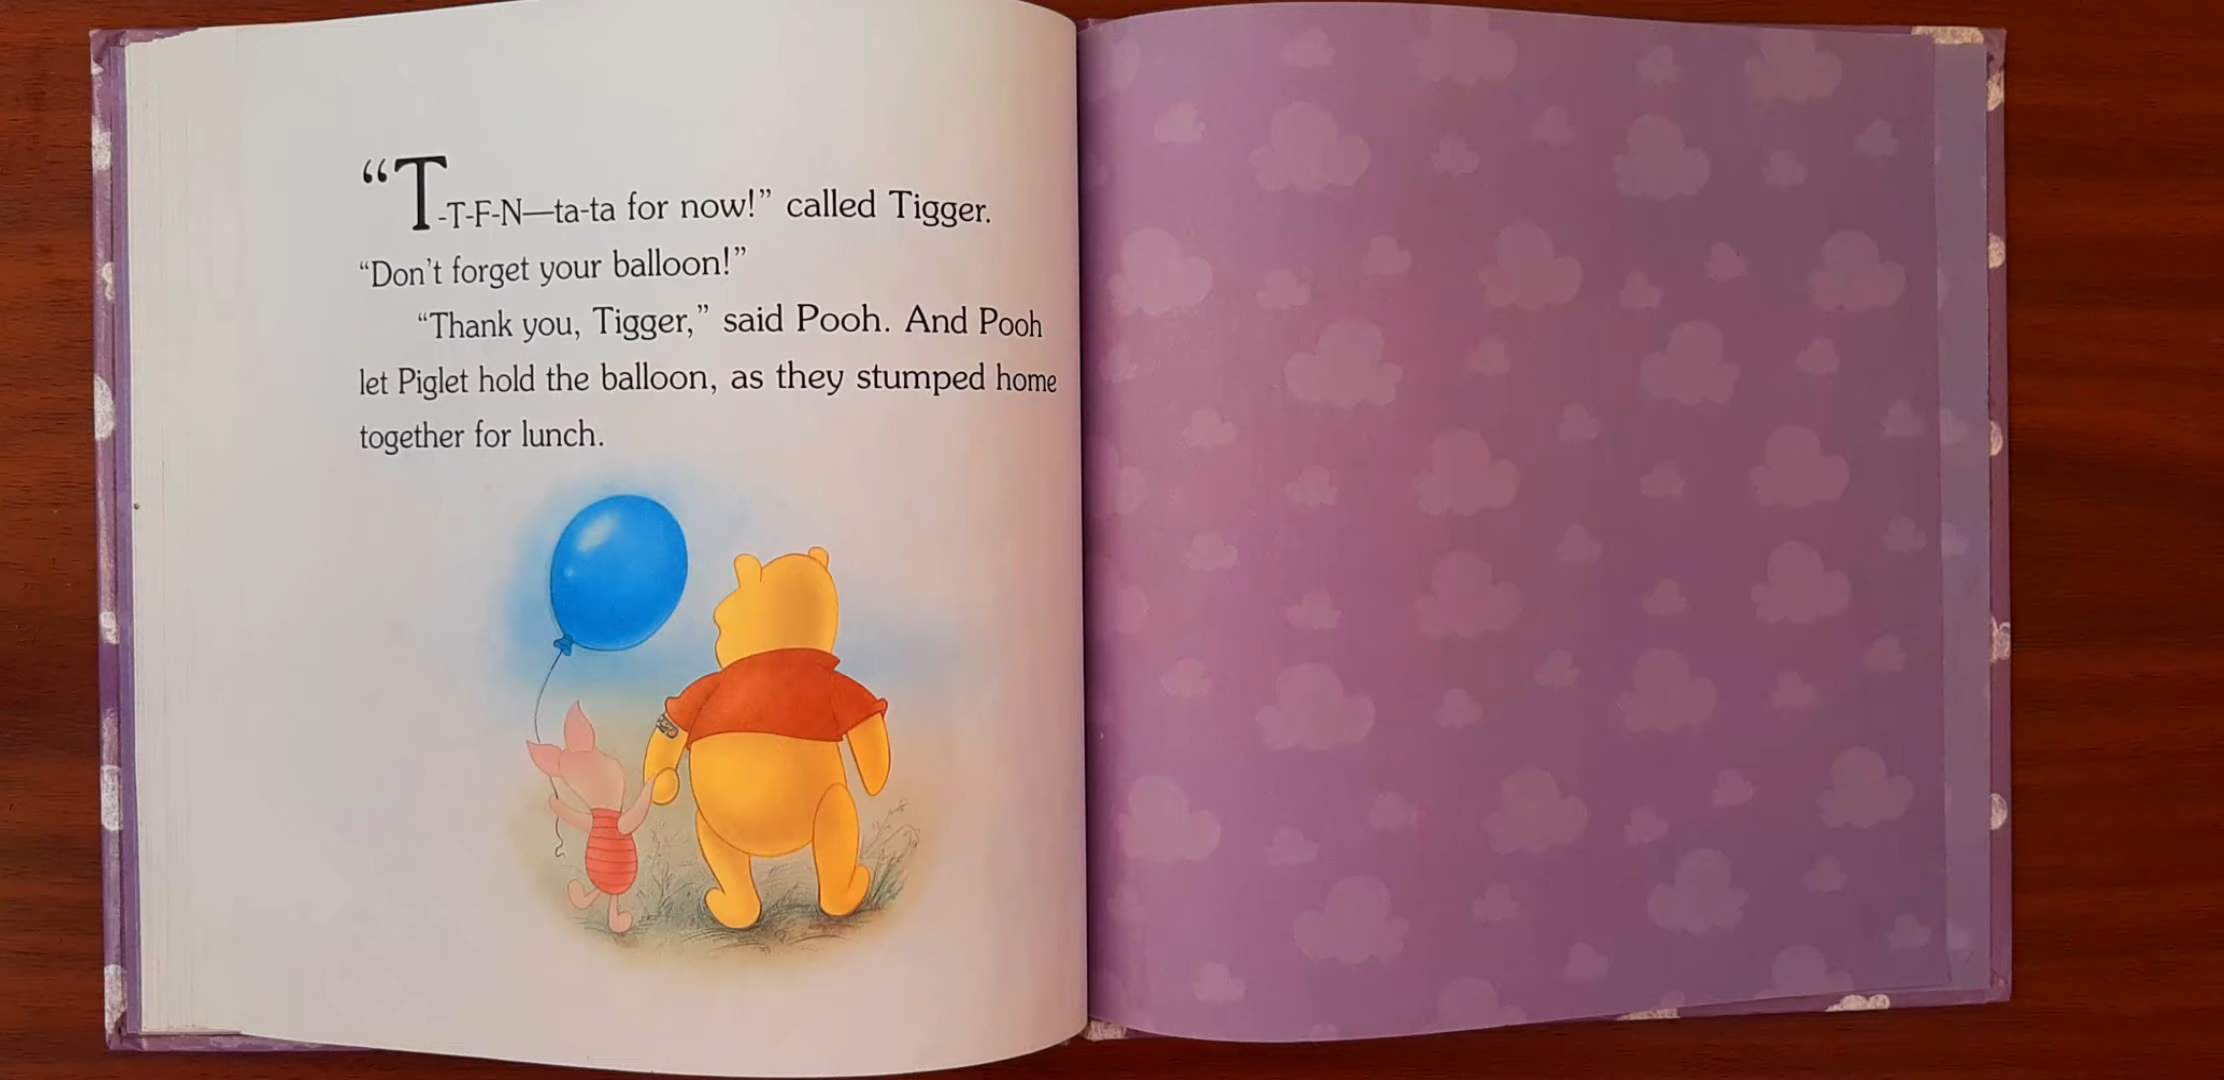 “T-T-F-N—ta-ta for now!” called Tigger.
“Don’t forget your balloon!”
“Thank you, Tigger,” said Pooh. And Pooh
let Piglet hold the balloon, as they stumped home
together for lunch.